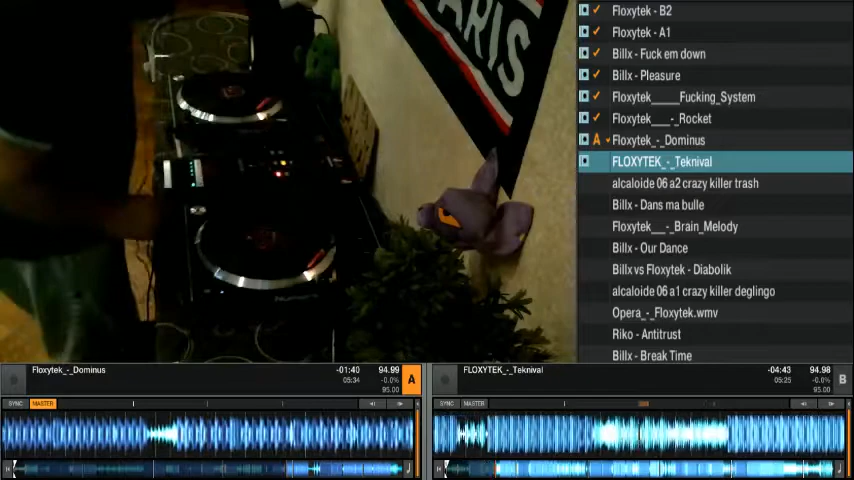 PARIS
Floxytek - B2
Floxytek - A1
Billx - Fuck em down
Billx - Pleasure
Floxytek_____Fucking_System
Floxytek___-_Rocket
A Floxytek_-_Dominus
FLOXYTEK_-_Teknival
alcaloide 06 a2 crazy killer trash
Billx - Dans ma bulle
Floxytek__-_Brain_Melody
Billx - Our Dance
Billx vs Floxytek - Diabolik
alcaloide 06 a1 crazy killer deglingo
Opera_-_Floxytek.wmv
Riko - Antitrust
Billx - Break Time
Floxytek_-_Dominus -01:40 94.99 A
05:34 -0.0%
95.00
SYNC MASTER
FLOXYTEK_-_Teknival -04:43 94.98 B
05:25 -0.0%
95.00
SYNC MASTER